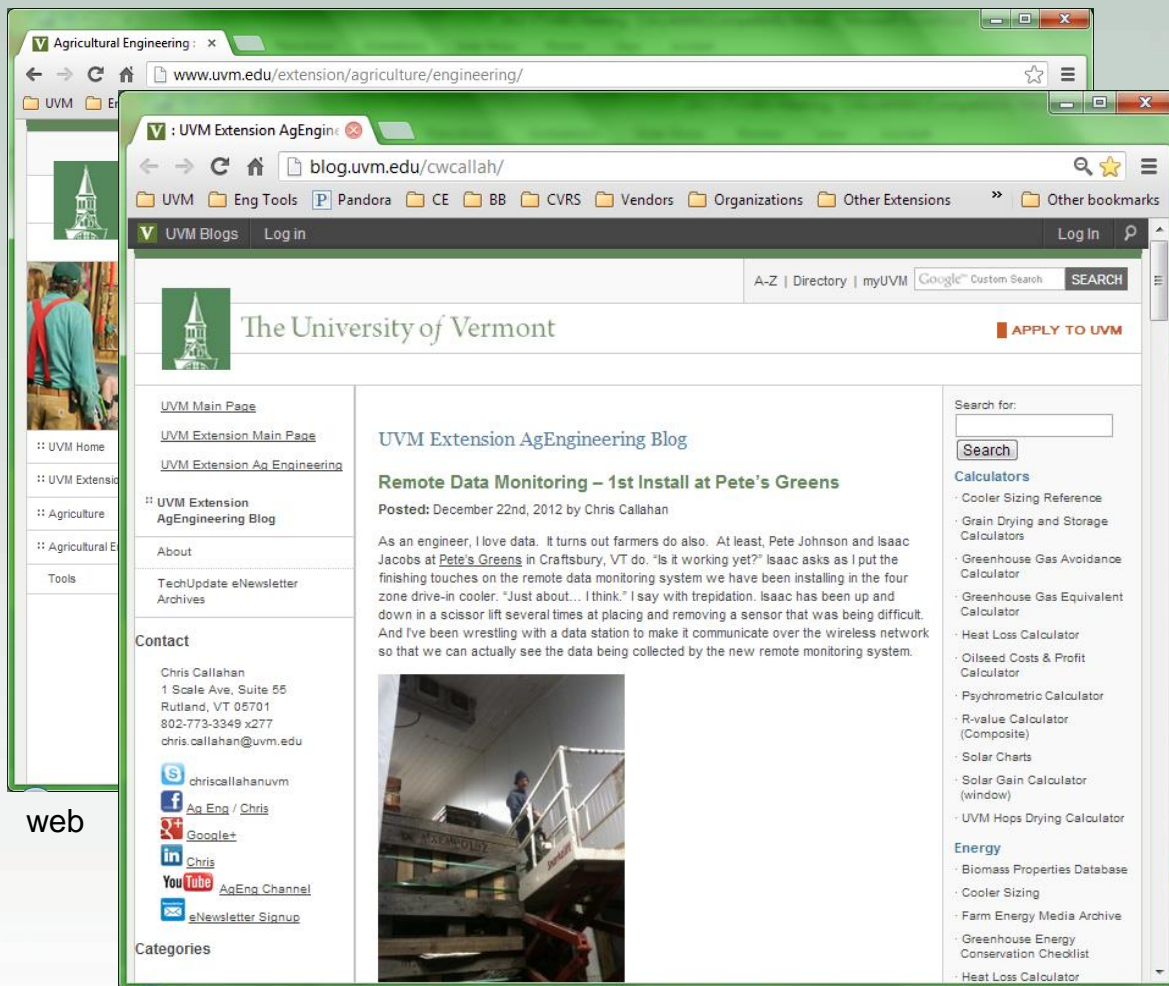 Agricultural Engineering :
www.uvm.edu/extension/agriculture/engineering/
UVM
:: UVM Home
:: UVM Extensio
:: Agriculture
:: Agricultural E
Tools
web
V : UVM Extension AgEngine
blog.uvm.edu/cwcallah/
UVM Eng Tools P Pandora CE BB CVRS Vendors Organizations Other Extensions » Other bookmarks
V UVM Blogs Log in Log In
A-Z | Directory | myUVM Google™ Custom Search SEARCH
The University of Vermont
APPLY TO UVM
UVM Main Page
UVM Extension Main Page
UVM Extension Ag Engineering
:: UVM Extension
AgEngineering Blog
About
TechUpdate eNewsletter
Archives
Contact
Chris Callahan
1 Scale Ave, Suite 55
Rutland, VT 05701
802-773-3349 x277
chris.callahan@uvm.edu
chriscallahanuvm
Ag Eng / Chris
Google+
in Chris
YouTube AgEng Channel
eNewsletter Signup
Categories
UVM Extension AgEngineering Blog
Remote Data Monitoring – 1st Install at Pete's Greens
Posted: December 22nd, 2012 by Chris Callahan
As an engineer, I love data. It turns out farmers do also. At least, Pete Johnson and Isaac
Jacobs at Pete's Greens in Craftsbury, VT do. “Is it working yet?” Isaac asks as I put the
finishing touches on the remote data monitoring system we have been installing in the four
zone drive-in cooler. “Just about… I think.” I say with trepidation. Isaac has been up and
down in a scissor lift several times at placing and removing a sensor that was being difficult.
And I've been wrestling with a data station to make it communicate over the wireless network
so that we can actually see the data being collected by the new remote monitoring system.
Search for:
Search
Calculators
· Cooler Sizing Reference
· Grain Drying and Storage
Calculators
· Greenhouse Gas Avoidance
Calculator
· Greenhouse Gas Equivalent
Calculator
· Heat Loss Calculator
· Oilseed Costs & Profit
Calculator
· Psychrometric Calculator
· R-value Calculator
(Composite)
· Solar Charts
· Solar Gain Calculator
(window)
· UVM Hops Drying Calculator
Energy
· Biomass Properties Database
· Cooler Sizing
· Farm Energy Media Archive
· Greenhouse Energy
Conservation Checklist
· Heat Loss Calculator